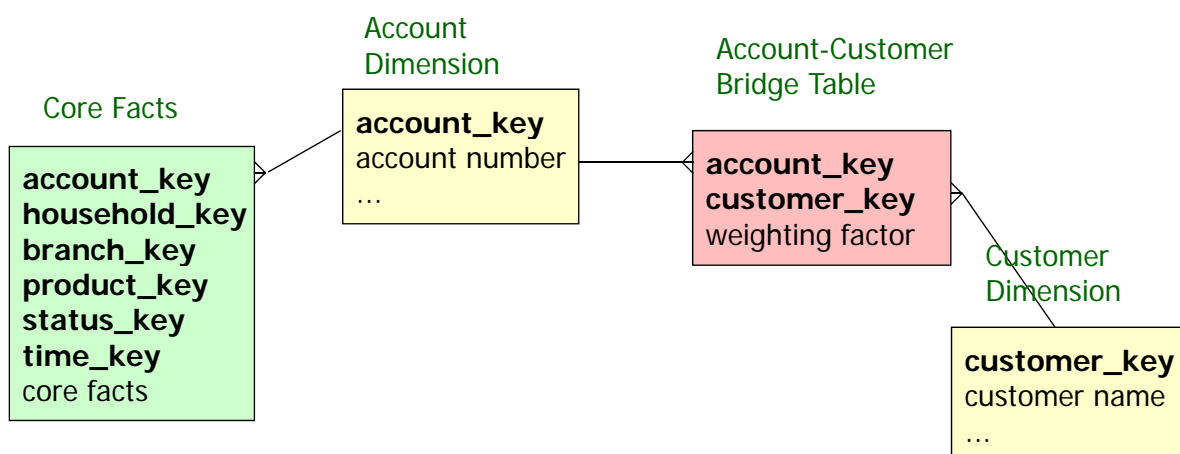 Core Facts
account_key
household_key
branch_key
product_key
status_key
time_key
core facts
Account
Dimension
account_key
account number
...
Account-Customer
Bridge Table
account_key
customer_key
weighting factor
Customer
Dimension
customer_key
customer name
...